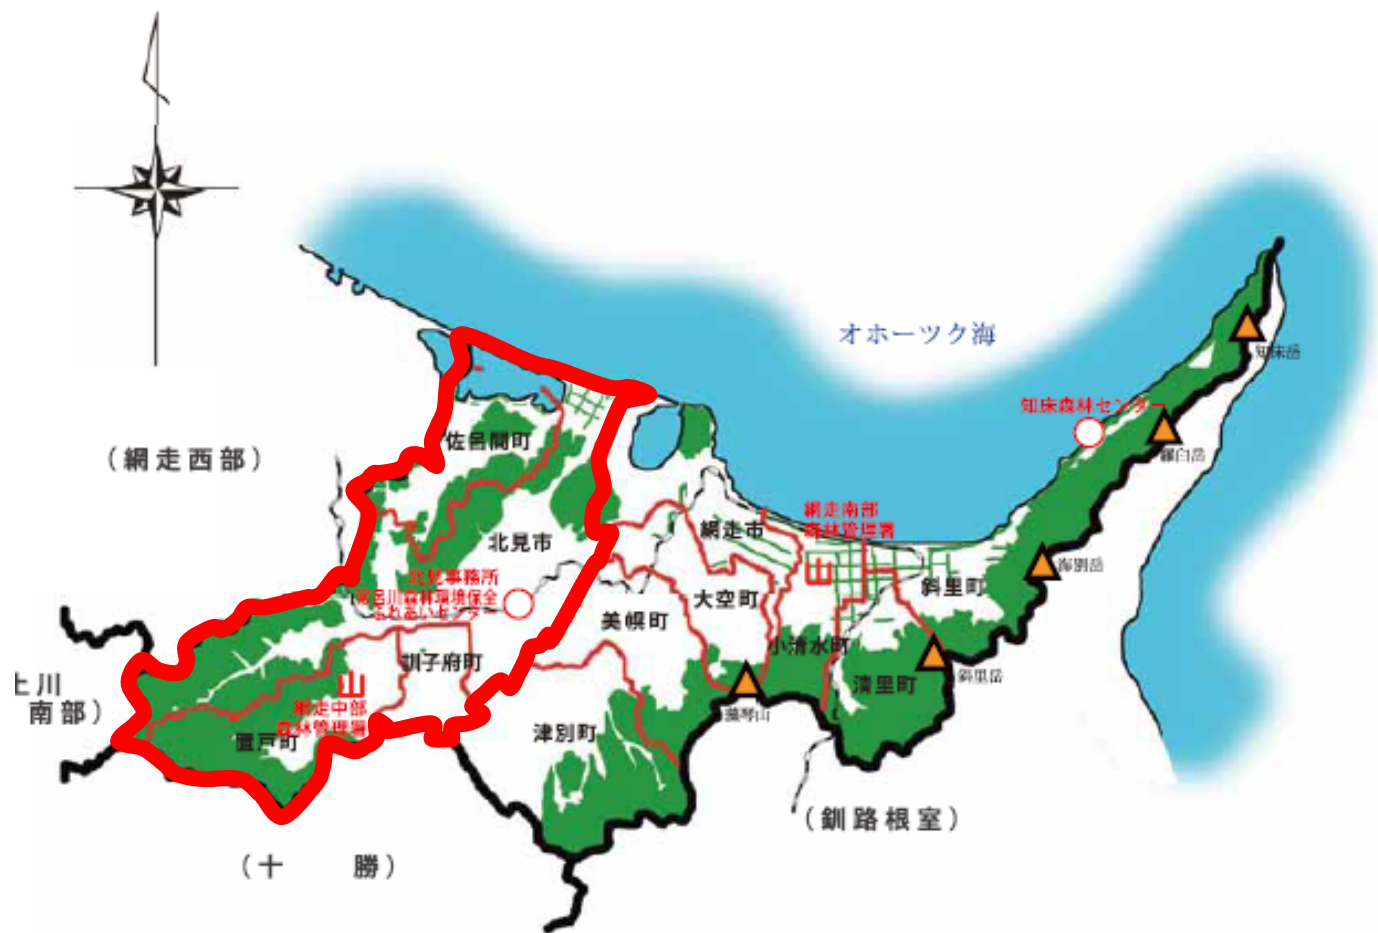 オホーツク海
知床岳
知床森林センター
羅臼岳
佐呂間町
（網走西部）
網走南部
森林管理署
網走市
北見市
海別岳
北見事務所
常呂川森林環境保全
ふれあいセンター
斜里町
大空町
美幌町
小清水町
訓子府町
斜里岳
清里町
上川
南部）
網走中部
森林管理署
藻琴山
津別町
置戸町
（釧路根室）
（十　勝）